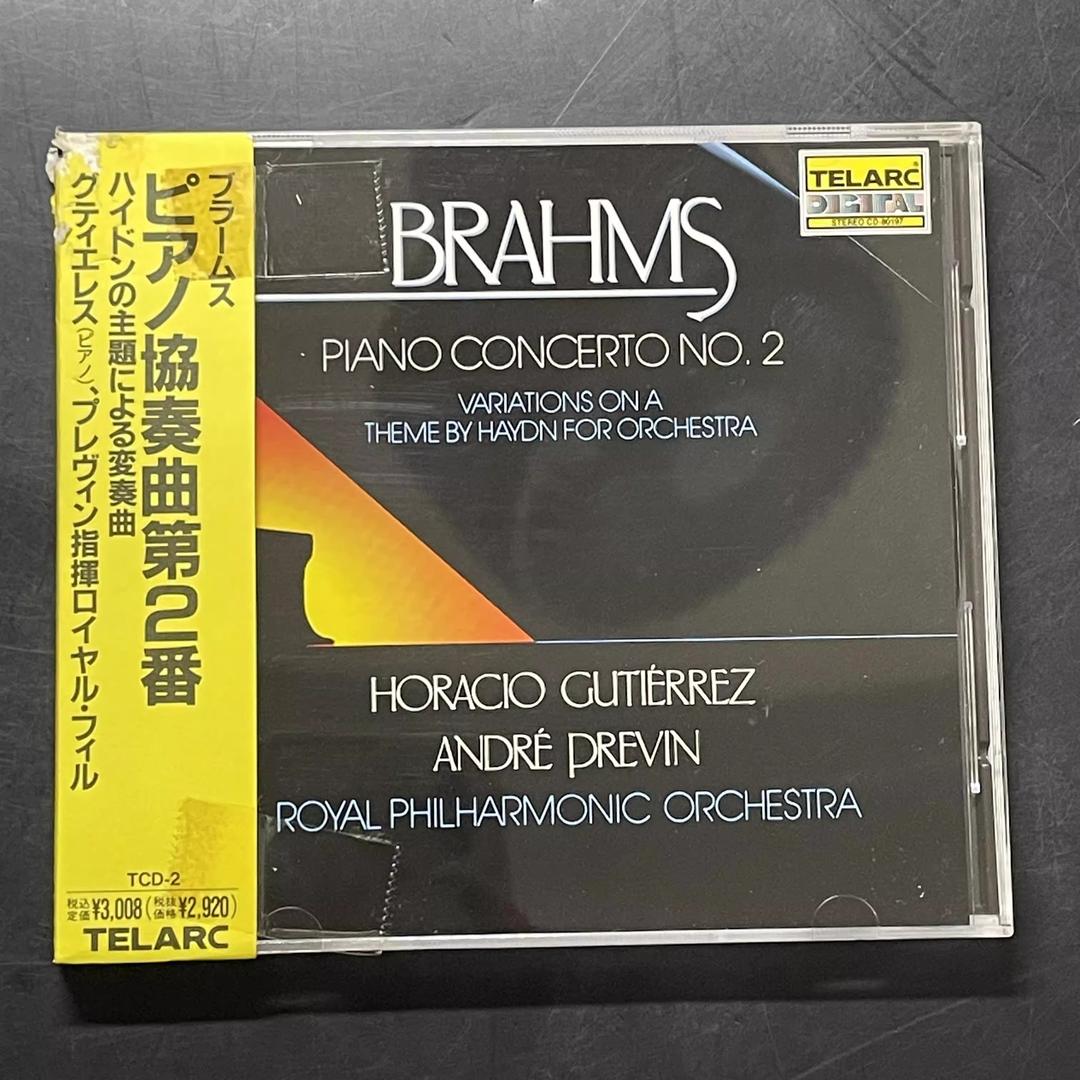 ブラームス
ピアノ協奏曲第2番
ハイドンの主題による変奏曲
グティエレス(ピアノ)、プレヴィン指揮ロイヤル・フィル
TCD-2
税込定価¥3,008(税抜価格¥2,920)
TELARC
TELARC®
DIGITAL
STEREO CD-80197
BRAHMS
PIANO CONCERTO NO. 2
VARIATIONS ON A
THEME BY HAYDN FOR ORCHESTRA
HORACIO GUTIÉRREZ
ANDRÉ PREVIN
ROYAL PHILHARMONIC ORCHESTRA